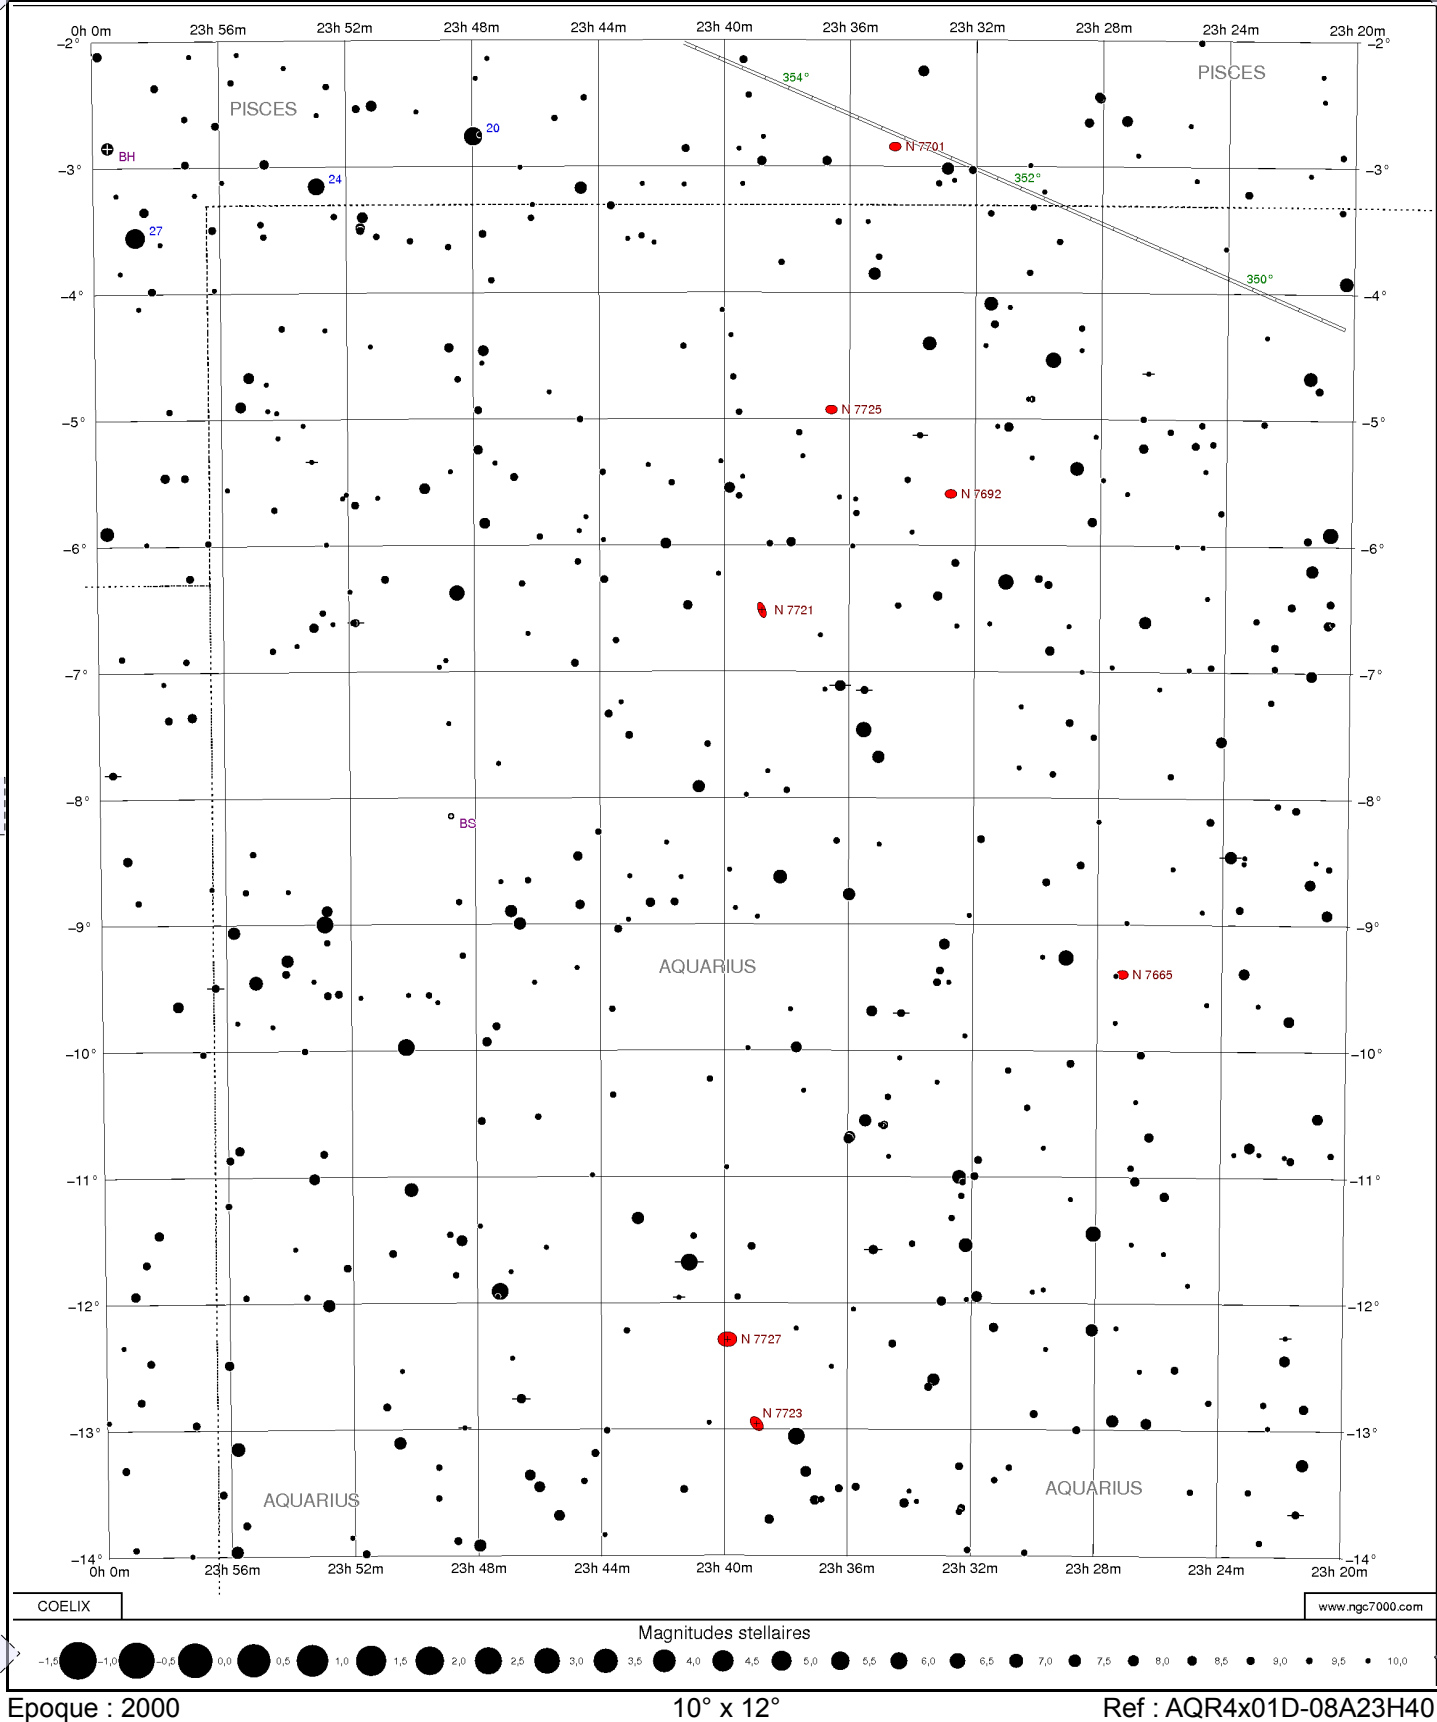 0h 0m 23h 56m 23h 52m 23h 48m 23h 44m 23h 40m 23h 36m 23h 32m 23h 28m 23h 24m 23h 20m
−2° −2°
PISCES
354°
PISCES
20
N 7701
BH
−3° −3°
24
352°
27
350°
−4° −4°
N 7725
−5° −5°
N 7692
−6° −6°
N 7721
−7° −7°
−8° −8°
BS
−9° −9°
AQUARIUS
N 7665
−10° −10°
−11° −11°
−12° −12°
N 7727
N 7723
−13° −13°
AQUARIUS
AQUARIUS
−14° −14°
0h 0m 23h 56m 23h 52m 23h 48m 23h 44m 23h 40m 23h 36m 23h 32m 23h 28m 23h 24m 23h 20m
COELIX
www.ngc7000.com
Magnitudes stellaires
−1,5 −1,0 −0,5 0,0 0,5 1,0 1,5 2,0 2,5 3,0 3,5 4,0 4,5 5,0 5,5 6,0 6,5 7,0 7,5 8,0 8,5 9,0 9,5 10,0
Epoque : 2000 10° x 12° Ref : AQR4x01D-08A23H40